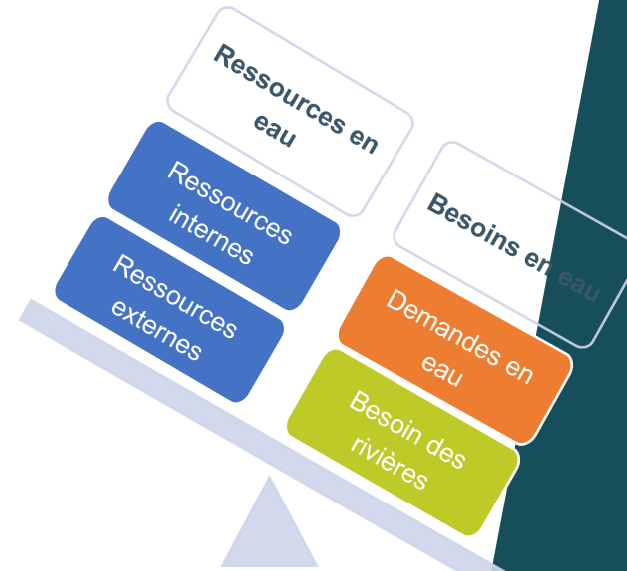 Ressources en
eau
Ressources
internes
Ressources
externes
Besoins en eau
Demandes en
eau
Besoin des
rivières